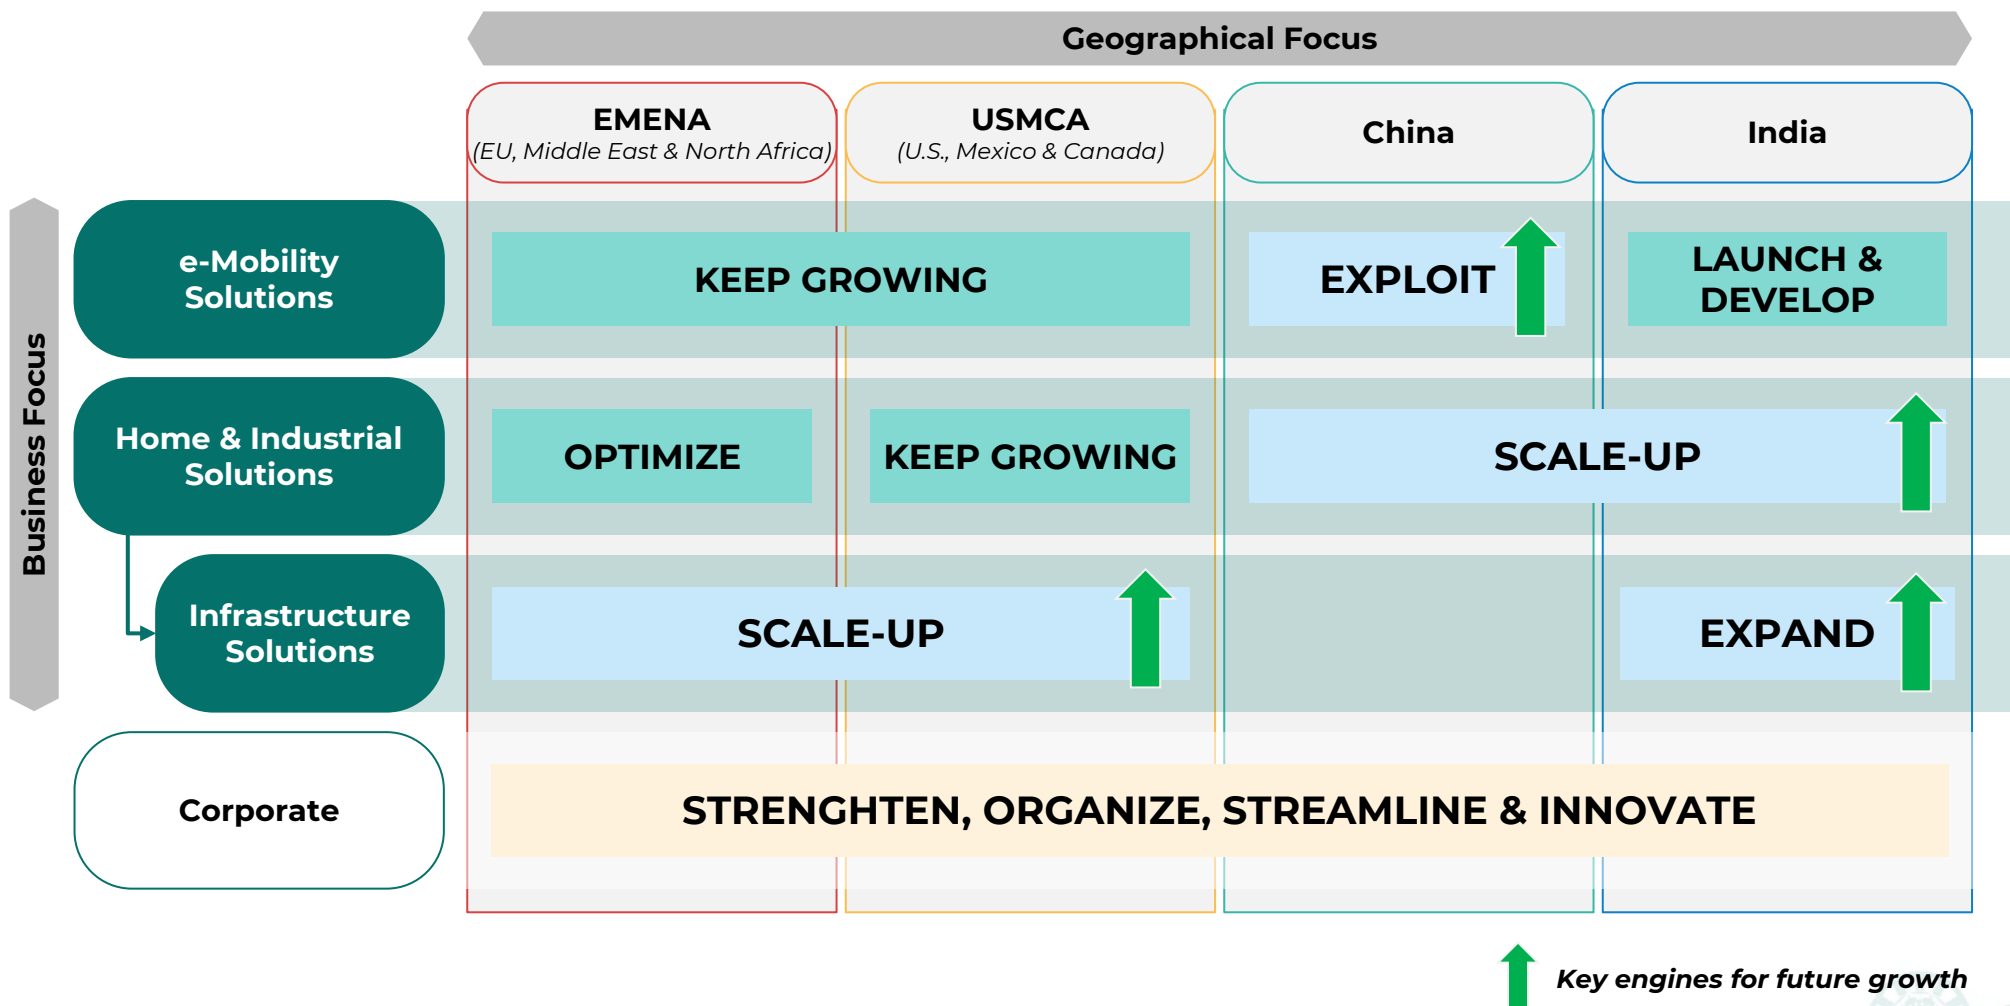 Geographical Focus
EMENA
(EU, Middle East & North Africa)
USMCA
(U.S., Mexico & Canada)
China
India
Business Focus
e-Mobility
Solutions
KEEP GROWING
EXPLOIT
LAUNCH &
DEVELOP
Home & Industrial
Solutions
OPTIMIZE
KEEP GROWING
SCALE-UP
Infrastructure
Solutions
SCALE-UP
EXPAND
Corporate
STRENGHTEN, ORGANIZE, STREAMLINE & INNOVATE
Key engines for future growth